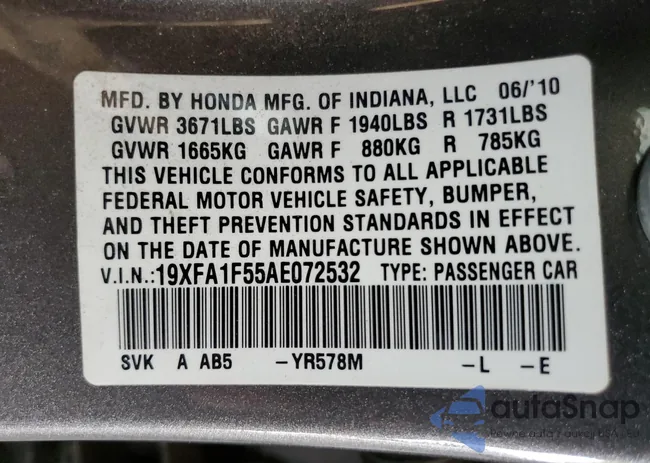 MFD. BY HONDA MFG. OF INDIANA, LLC 06/'10
GVWR 3671LBS GAWR F 1940LBS R 1731LBS
GVWR 1665KG GAWR F 880KG R 785KG
THIS VEHICLE CONFORMS TO ALL APPLICABLE
FEDERAL MOTOR VEHICLE SAFETY, BUMPER,
AND THEFT PREVENTION STANDARDS IN EFFECT
ON THE DATE OF MANUFACTURE SHOWN ABOVE.
V.I.N.:19XFA1F55AE072532 TYPE: PASSENGER CAR
SVK A AB5 -YR578M -L -E
autaSnap